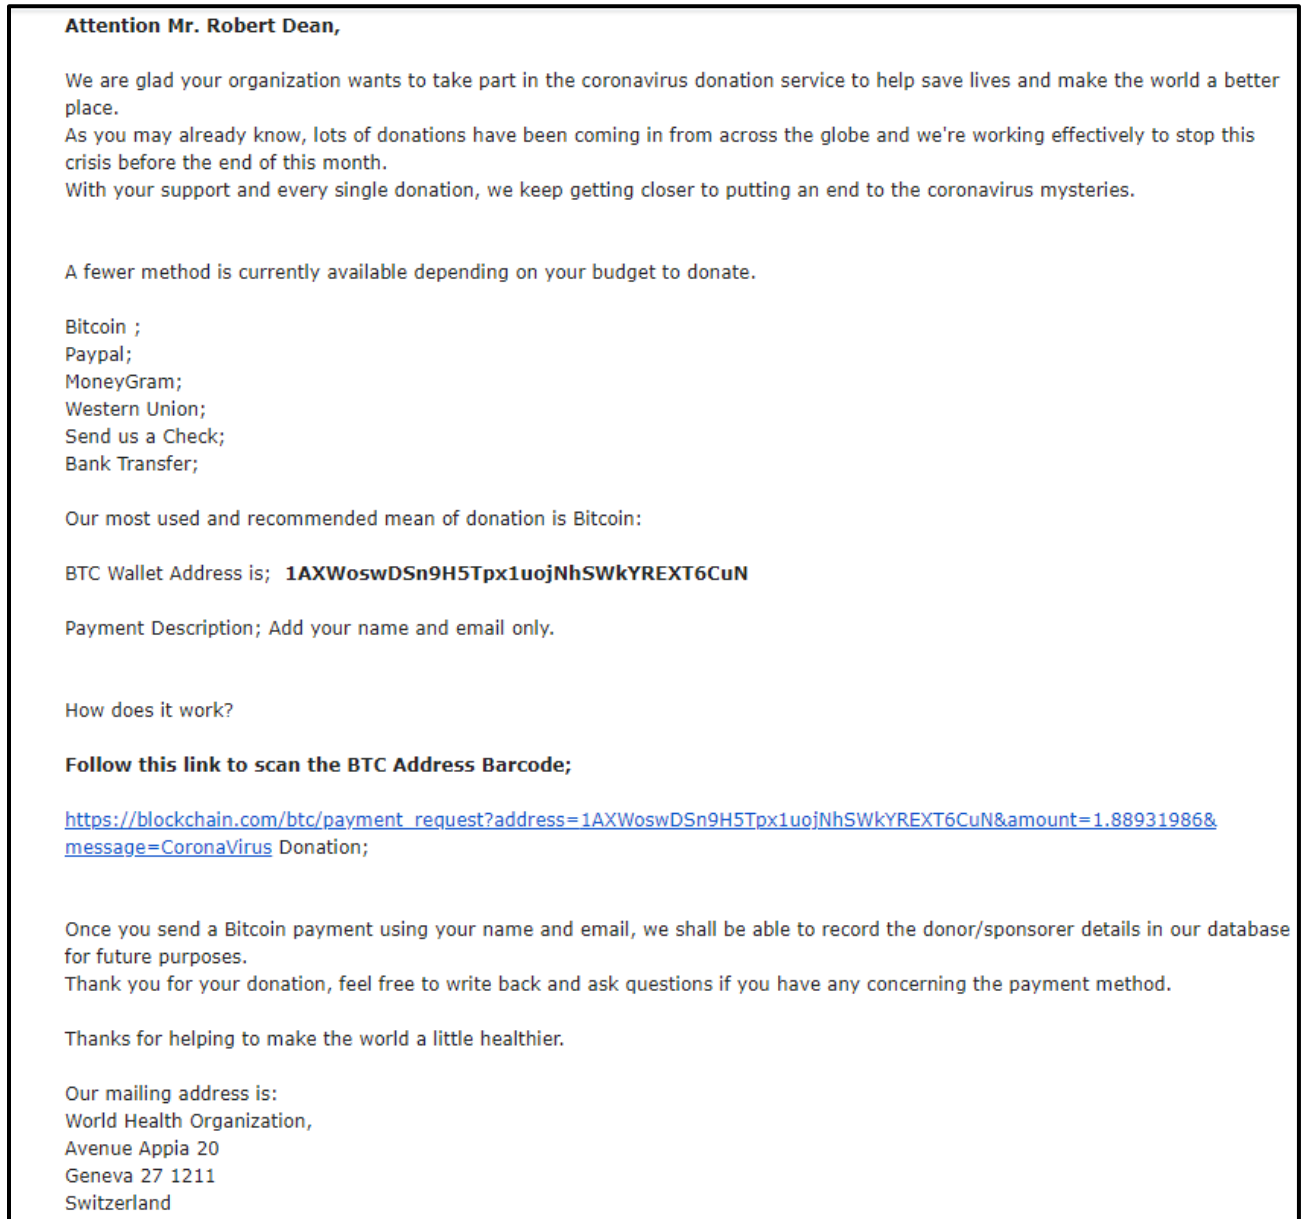 Attention Mr. Robert Dean,
We are glad your organization wants to take part in the coronavirus donation service to help save lives and make the world a better
place.
As you may already know, lots of donations have been coming in from across the globe and we're working effectively to stop this
crisis before the end of this month.
With your support and every single donation, we keep getting closer to putting an end to the coronavirus mysteries.
A fewer method is currently available depending on your budget to donate.
Bitcoin ;
Paypal;
MoneyGram;
Western Union;
Send us a Check;
Bank Transfer;
Our most used and recommended mean of donation is Bitcoin:
BTC Wallet Address is;  1AXWoswDSn9H5Tpx1uojNhSWkYREXT6CuN
Payment Description; Add your name and email only.
How does it work?
Follow this link to scan the BTC Address Barcode;
https://blockchain.com/btc/payment_request?address=1AXWoswDSn9H5Tpx1uojNhSWkYREXT6CuN&amount=1.88931986&
message=CoronaVirus Donation;
Once you send a Bitcoin payment using your name and email, we shall be able to record the donor/sponsorer details in our database
for future purposes.
Thank you for your donation, feel free to write back and ask questions if you have any concerning the payment method.
Thanks for helping to make the world a little healthier.
Our mailing address is:
World Health Organization,
Avenue Appia 20
Geneva 27 1211
Switzerland